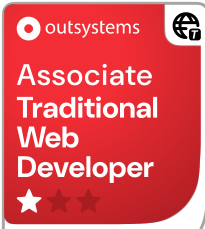 outsystems
T
Associate
Traditional
Web
Developer